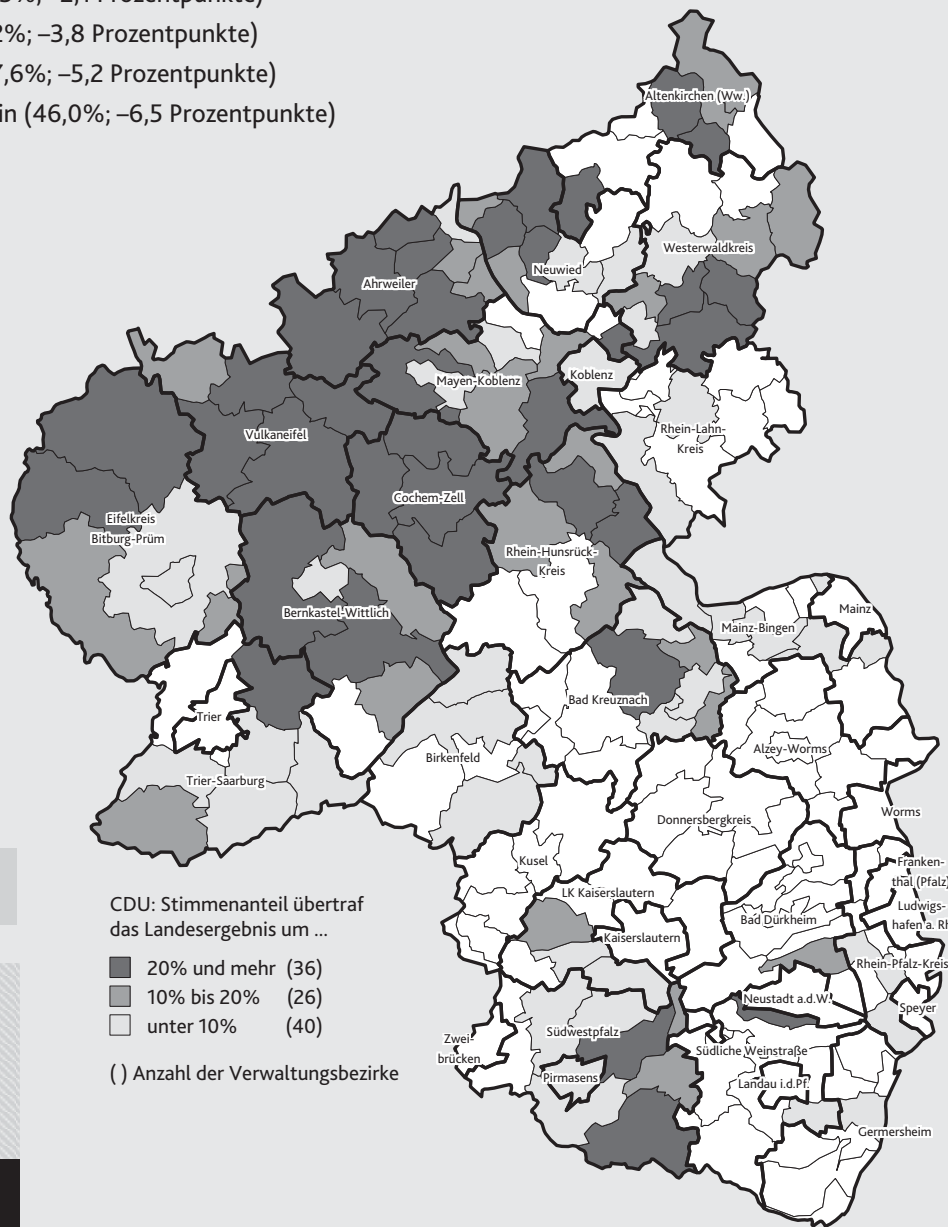 2%; –3,8 Prozentpunkte)
7,6%; –5,2 Prozentpunkte)
in (46,0%; –6,5 Prozentpunkte)
Altenkirchen (Ww.)
Westerwaldkreis
Neuwied
Ahrweiler
Mayen-Koblenz
Koblenz
Rhein-Lahn-
Kreis
Vulkaneifel
Cochem-Zell
Eifelkreis
Bitburg-Prüm
Rhein-Hunsrück-
Kreis
Bernkastel-Wittlich
Mainz
Mainz-Bingen
Bad Kreuznach
Trier
Alzey-Worms
Birkenfeld
Trier-Saarburg
Worms
Donnersbergkreis
Kusel
Franken-
thal (Pfalz)
LK Kaiserslautern
Ludwigs-
hafen a. Rh
Bad Dürkheim
Kaiserslautern
Rhein-Pfalz-Kreis
Neustadt a.d.W.
Speyer
Südwestpfalz
Zwei-
brücken
Südliche Weinstraße
Pirmasens
Landau i.d.Pf.
Germersheim
CDU: Stimmenanteil übertraf
das Landesergebnis um ...
20% und mehr (36)
10% bis 20% (26)
unter 10% (40)
( ) Anzahl der Verwaltungsbezirke